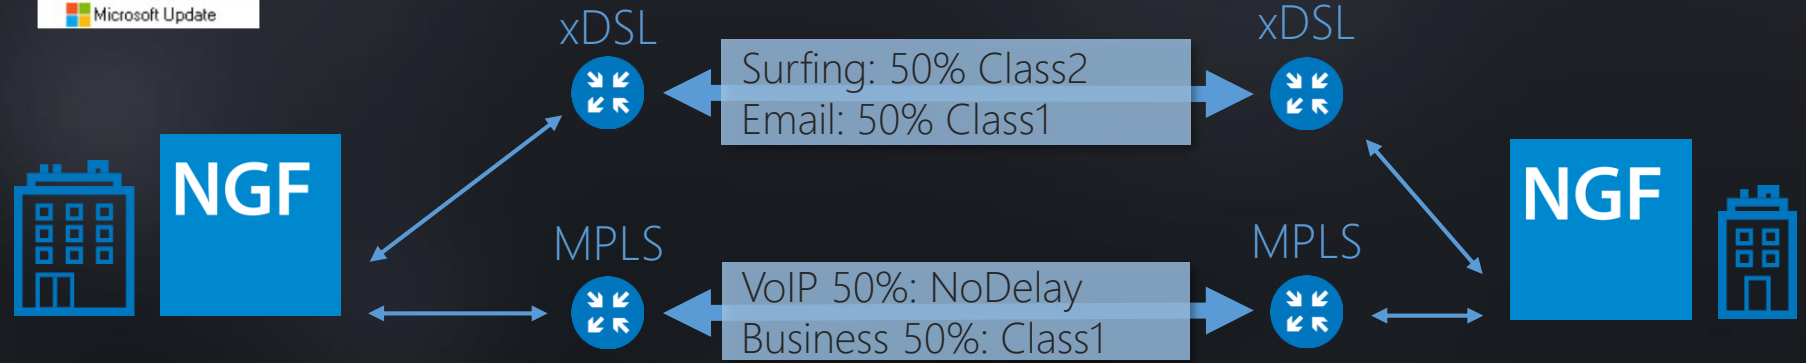 Microsoft Update
xDSL
xDSL
Surfing: 50% Class2
Email: 50% Class1
NGF
NGF
MPLS
MPLS
VoIP 50%: NoDelay
Business 50%: Class1